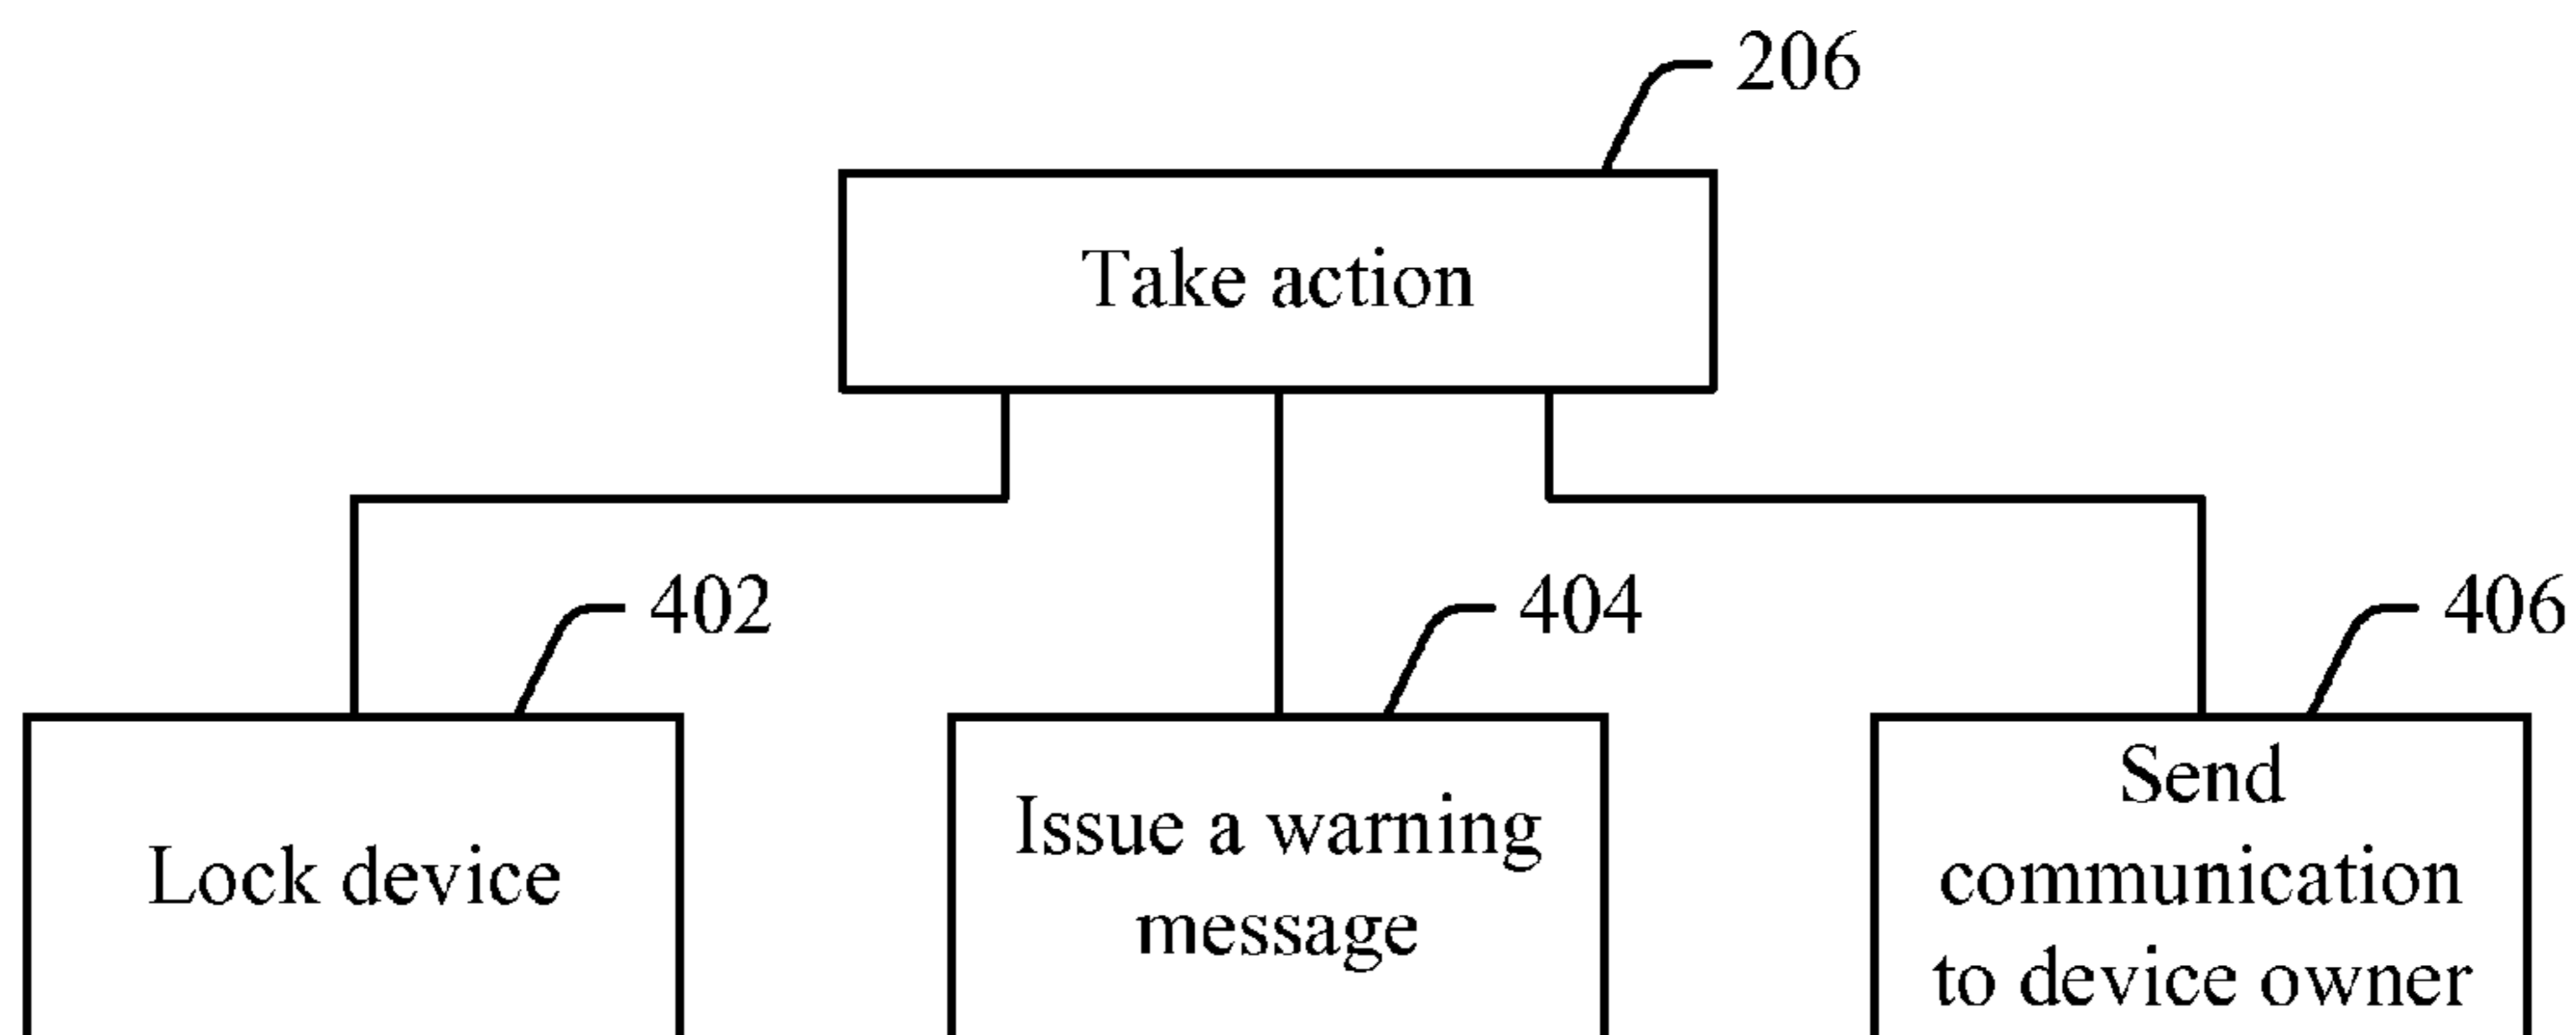 206
Take action
402
404
406
Lock device
Issue a warning
message
Send
communication
to device owner